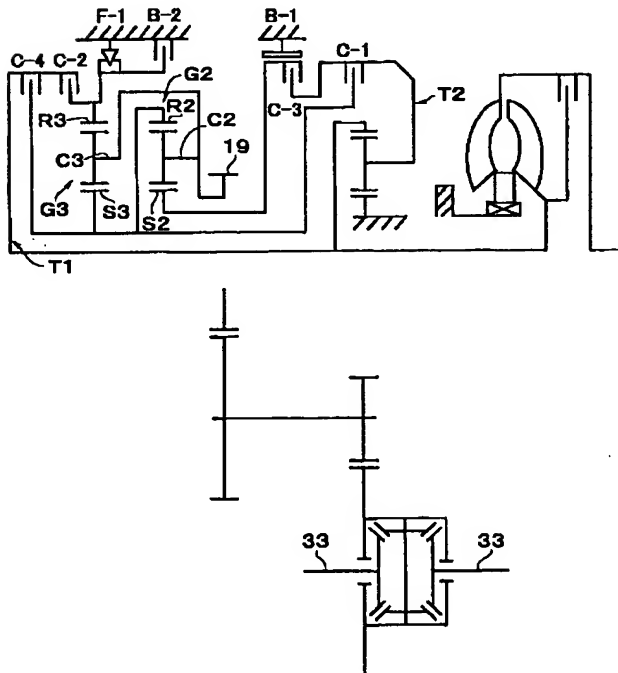 F-1 B-2 B-1
C-4 C-2 C-1
G2
C-3 T2
R3 R2 C2
C3 19
G3 S3 S2
T1
33 33